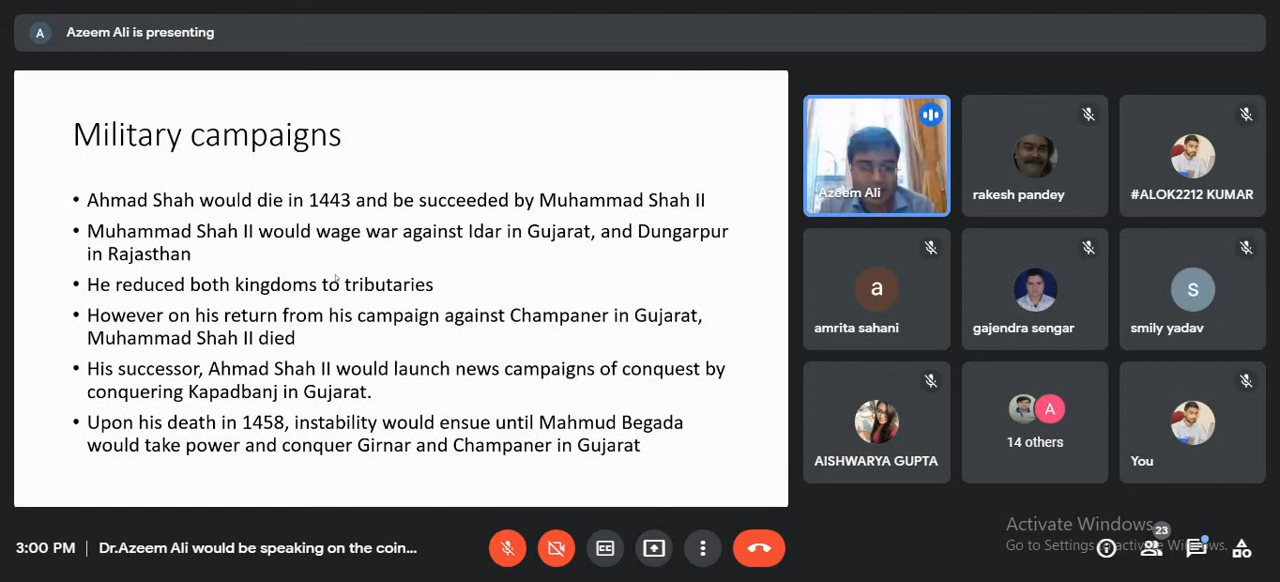 A
Azeem Ali is presenting
Military campaigns
• Ahmad Shah would die in 1443 and be succeeded by Muhammad Shah II
• Muhammad Shah II would wage war against Idar in Gujarat, and Dungarpur
in Rajasthan
• He reduced both kingdoms to tributaries
• However on his return from his campaign against Champaner in Gujarat,
Muhammad Shah II died
• His successor, Ahmad Shah II would launch news campaigns of conquest by
conquering Kapadbanj in Gujarat.
• Upon his death in 1458, instability would ensue until Mahmud Begada
would take power and conquer Girnar and Champaner in Gujarat
Azeem Ali
rakesh pandey
#ALOK2212 KUMAR
a
amrita sahani
gajendra sengar
s
smily yadav
AISHWARYA GUPTA
A
14 others
You
Activate Windows
Go to Settings to activate Windows.
3:00 PM | Dr.Azeem Ali would be speaking on the coin...
CC
23